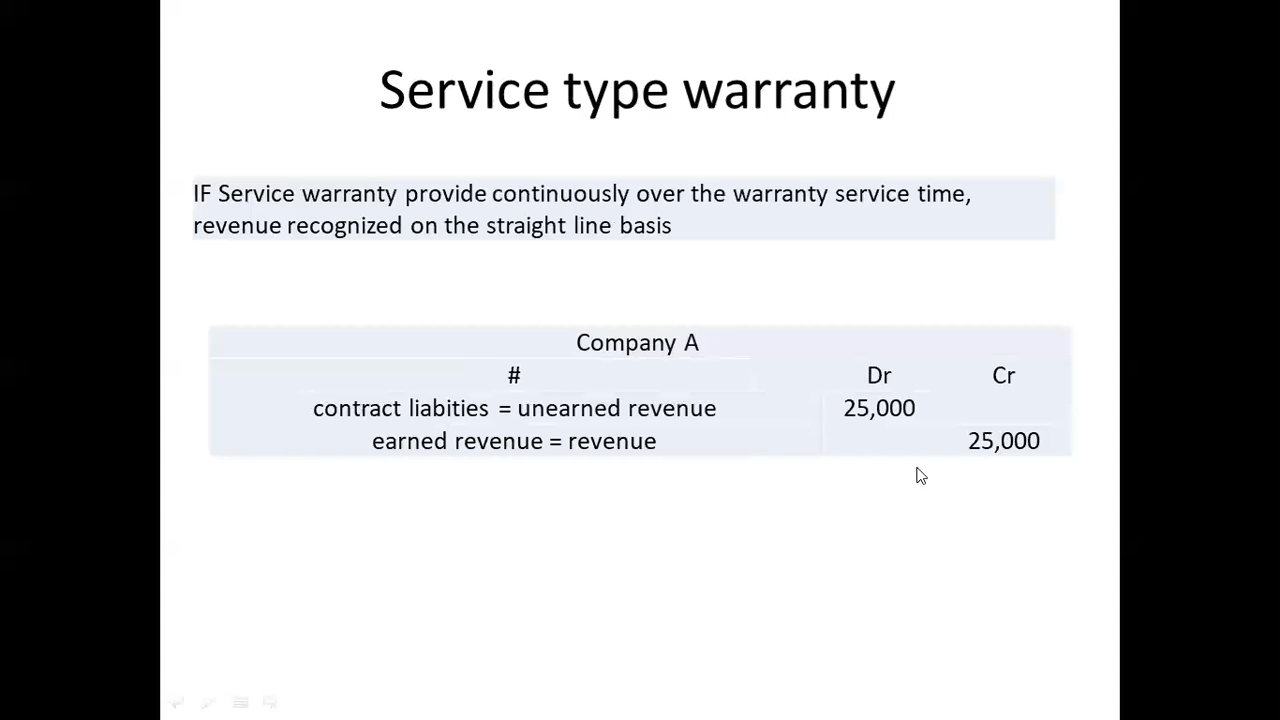 Service type warranty
IF Service warranty provide continuously over the warranty service time,
revenue recognized on the straight line basis
Company A
# Dr Cr
contract liabities = unearned revenue 25,000
earned revenue = revenue 25,000